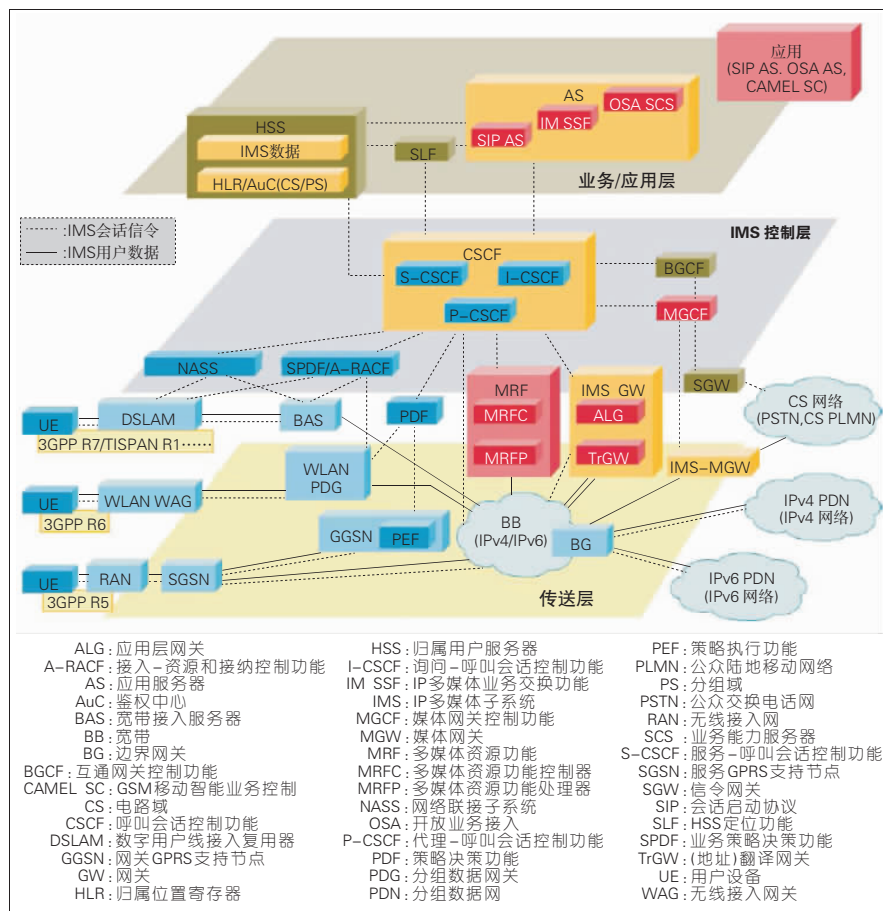 应用
(SIP AS. OSA AS,
CAMEL SC)
AS
OSA SCS
IM SSF
SIP AS
HSS
IMS数据
HLR/AuC(CS/PS)
SLF
业务/应用层
:IMS会话信令
:IMS用户数据
IMS 控制层
CSCF
S-CSCF
I-CSCF
P-CSCF
BGCF
MGCF
NASS
SPDF/A-RACF
MRF
MRFC
MRFP
IMS GW
ALG
TrGW
SGW
CS 网络
(PSTN,CS PLMN)
UE
DSLAM
BAS
PDF
3GPP R7/TISPAN R1······
WLAN
PDG
IMS-MGW
UE
WLAN WAG
3GPP R6
BB
(IPv4/IPv6)
IPv4 PDN
(IPv4 网络)
GGSN
PEF
BG
UE
RAN
SGSN
3GPP R5
IPv6 PDN
(IPv6 网络)
传送层
ALG:应用层网关
A-RACF:接入-资源和接纳控制功能
AS:应用服务器
AuC:鉴权中心
BAS:宽带接入服务器
BB:宽带
BG:边界网关
BGCF:互通网关控制功能
CAMEL SC:GSM移动智能业务控制
CS:电路域
CSCF:呼叫会话控制功能
DSLAM:数字用户线接入复用器
GGSN:网关GPRS支持节点
GW:网关
HLR:归属位置寄存器
HSS:归属用户服务器
I-CSCF:询问-呼叫会话控制功能
IM SSF:IP多媒体业务交换功能
IMS:IP多媒体子系统
MGCF:媒体网关控制功能
MGW:媒体网关
MRF:多媒体资源功能
MRFC:多媒体资源功能控制器
MRFP:多媒体资源功能处理器
NASS:网络联接子系统
OSA:开放业务接入
P-CSCF:代理-呼叫会话控制功能
PDF:策略决策功能
PDG:分组数据网关
PDN:分组数据网
PEF:策略执行功能
PLMN:公众陆地移动网络
PS:分组域
PSTN:公众交换电话网
RAN:无线接入网
SCS:业务能力服务器
S-CSCF:服务-呼叫会话控制功能
SGSN:服务GPRS支持节点
SGW:信令网关
SIP:会话启动协议
SLF:HSS定位功能
SPDF:业务策略决策功能
TrGW:(地址)翻译网关
UE:用户设备
WAG:无线接入网关